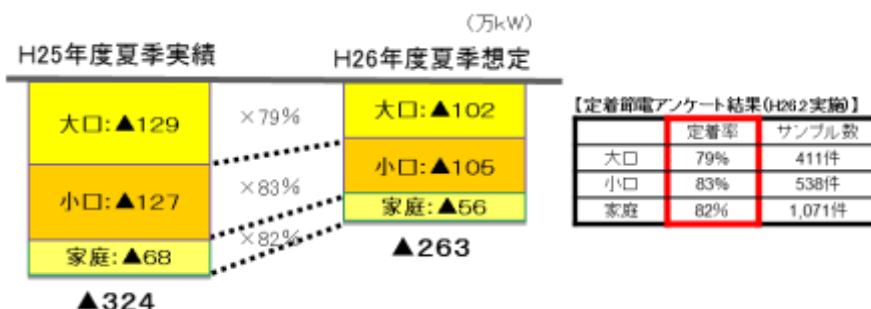 (万kW)
H25年度夏季実績
H26年度夏季想定
大口:▲129
×79%
大口:▲102
小口:▲127
×83%
小口:▲105
家庭:▲68
×82%
家庭:▲56
▲324
▲263
【定着節電アンケート結果(H26.2実施)】
定着率 サンプル数
大口 79% 411件
小口 83% 538件
家庭 82% 1,071件